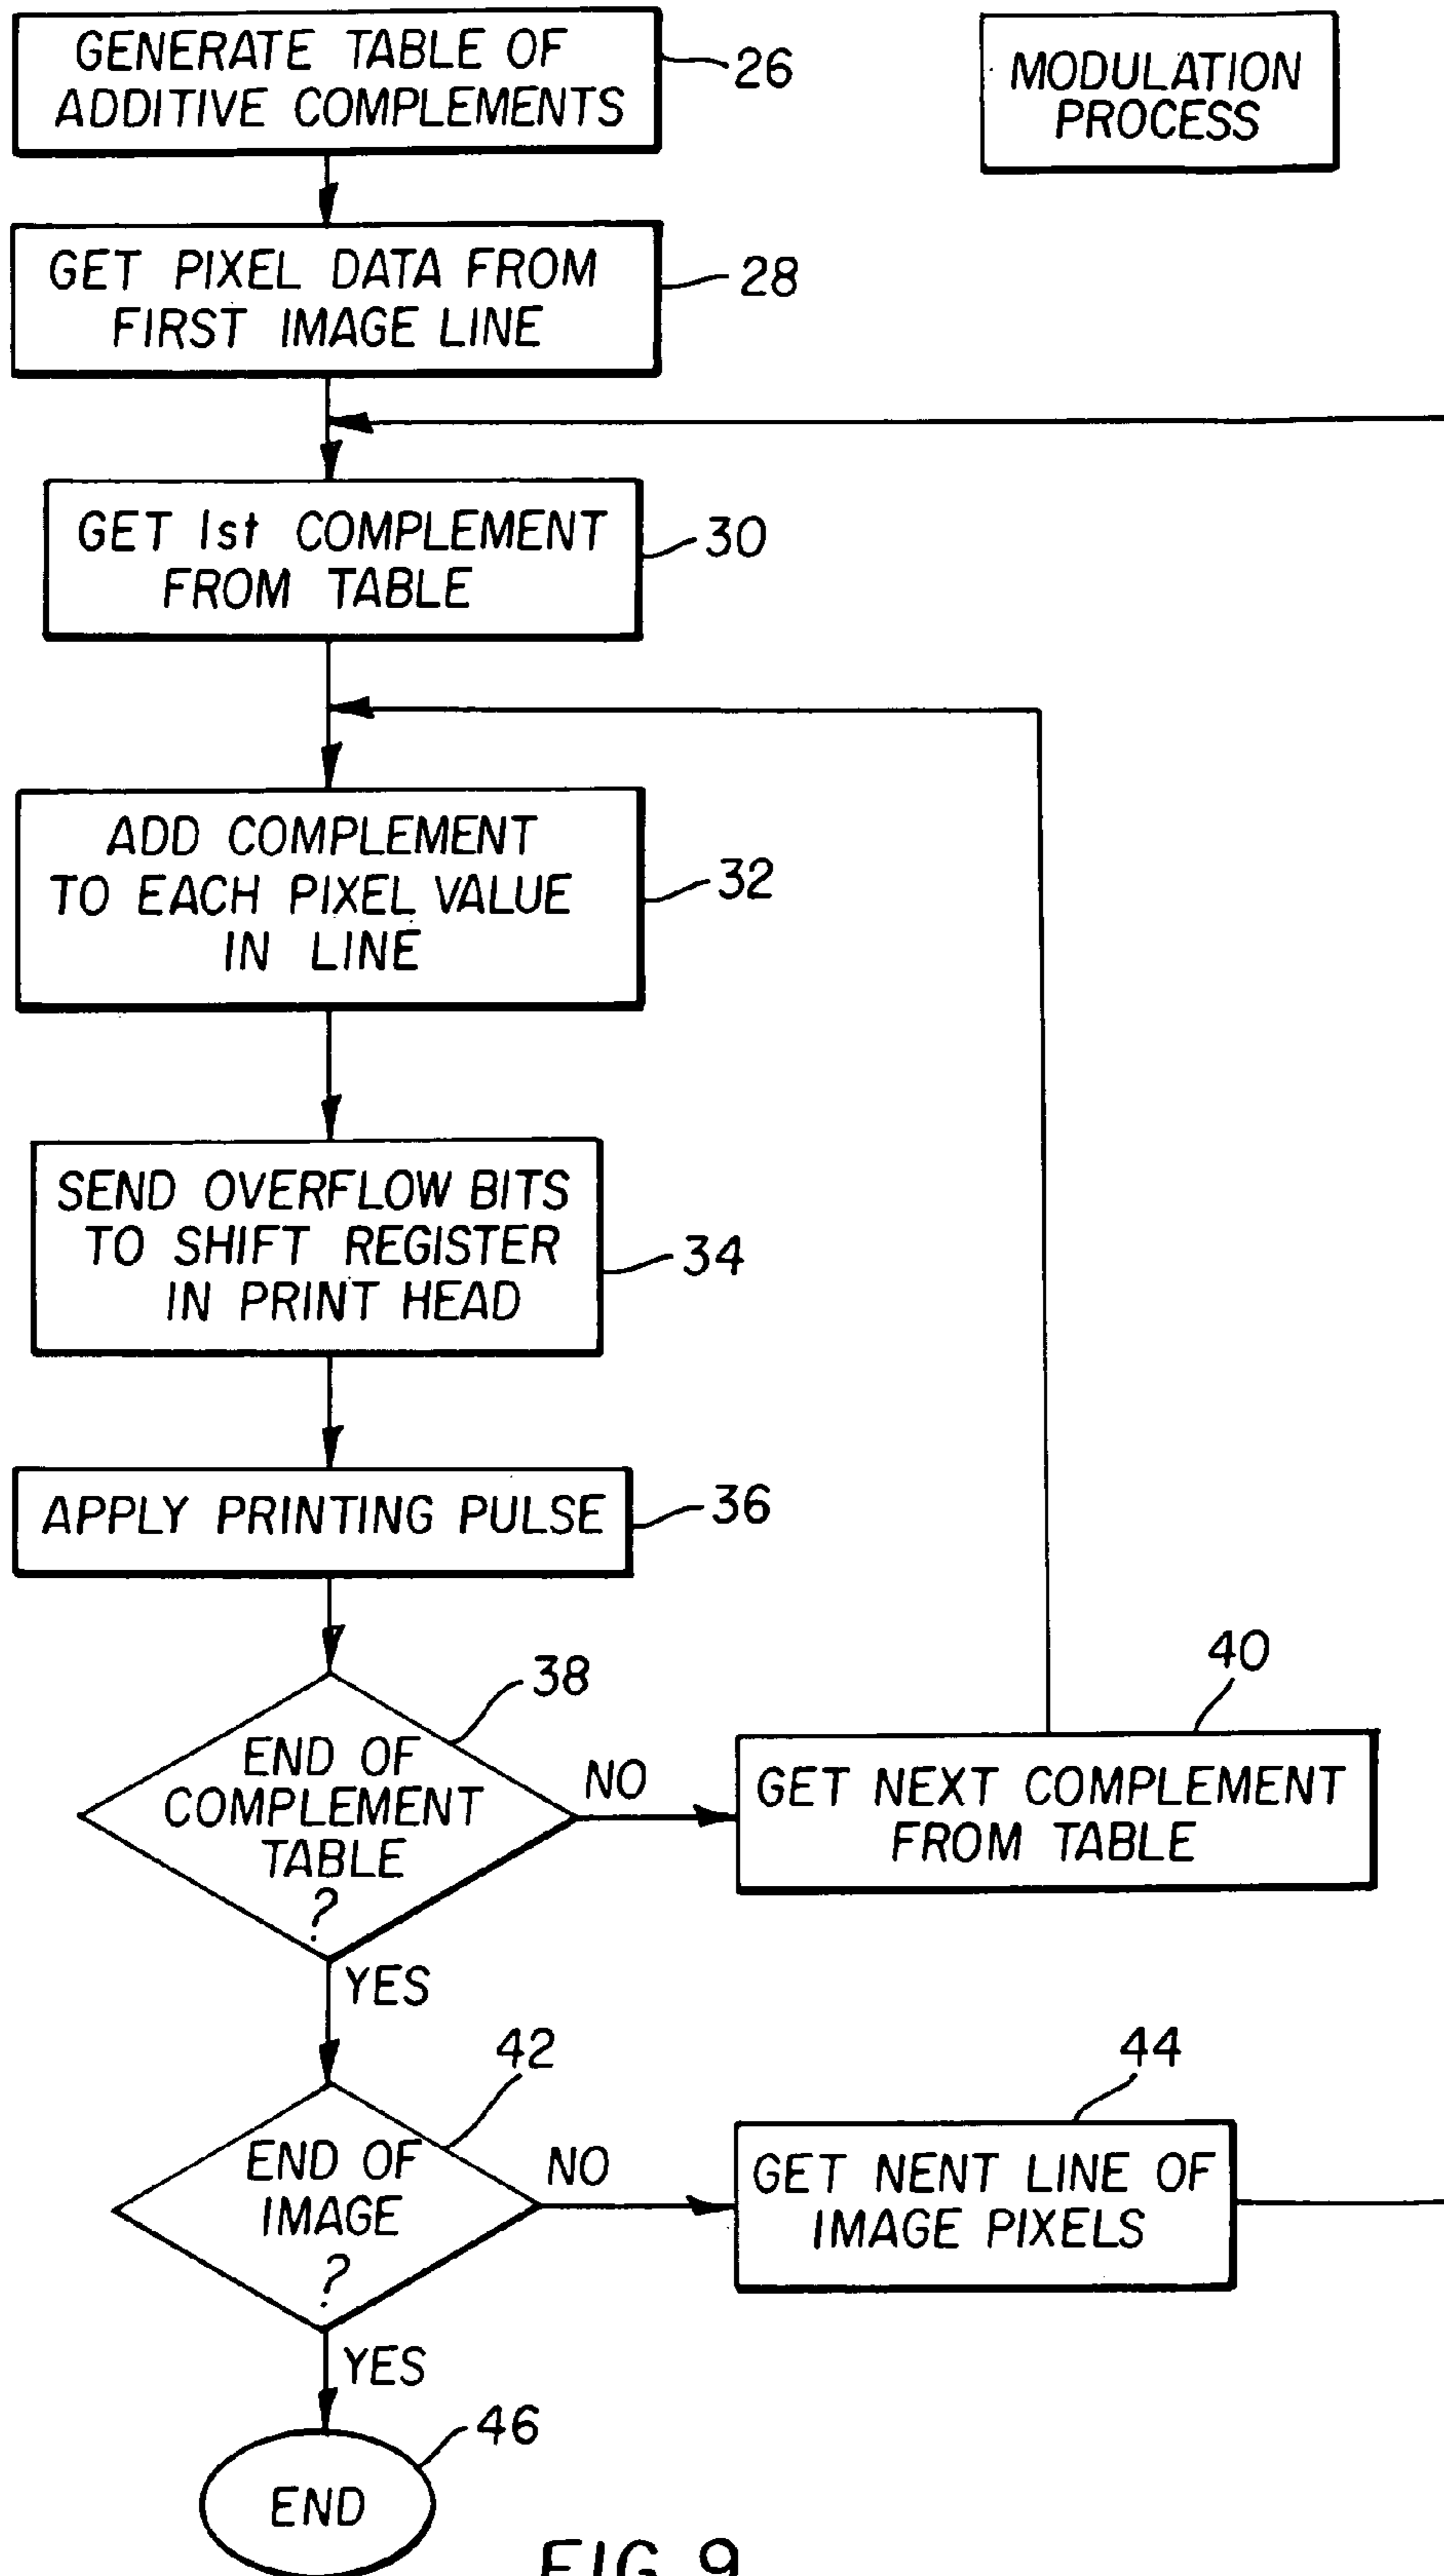 GENERATE TABLE OF
ADDITIVE COMPLEMENTS
26
MODULATION
PROCESS
GET PIXEL DATA FROM
FIRST IMAGE LINE
28
GET 1st COMPLEMENT
FROM TABLE
30
ADD COMPLEMENT
TO EACH PIXEL VALUE
IN LINE
32
SEND OVERFLOW BITS
TO SHIFT REGISTER
IN PRINT HEAD
34
APPLY PRINTING PULSE
36
END OF
COMPLEMENT
TABLE
?
38
NO
GET NEXT COMPLEMENT
FROM TABLE
40
YES
END OF
IMAGE
?
42
NO
GET NENT LINE OF
IMAGE PIXELS
44
YES
END
46
FIG. 9